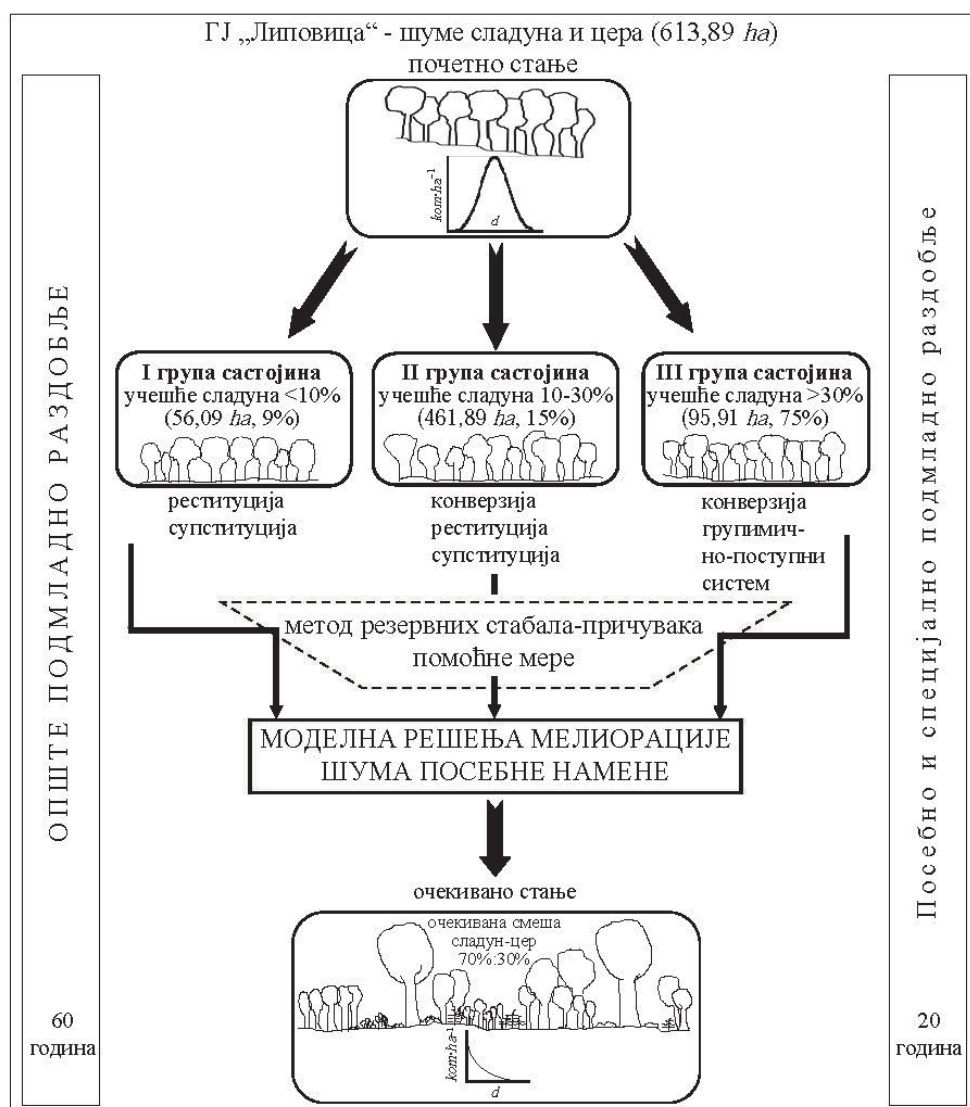 ГЈ „Липовица“ - шуме сладуна и цера (613,89 ha)
почетно стање
kom·ha⁻¹
d
ОПШТЕ ПОДМЛАДНО РАЗДОБЉЕ
60
година
I група састојина
учешће сладуна <10%
(56,09 ha, 9%)
реституција
супституција
II група састојина
учешће сладуна 10-30%
(461,89 ha, 15%)
конверзија
реституција
супституција
III група састојина
учешће сладуна >30%
(95,91 ha, 75%)
конверзија
групимич-
но-поступни
систем
метод резервних стабала-причувака
помоћне мере
МОДЕЛНА РЕШЕЊА МЕЛИОРАЦИЈЕ
ШУМА ПОСЕБНЕ НАМЕНЕ
очекивано стање
очекивана смеша
сладун-цер
70%:30%
kom·ha⁻¹
d
Посебно и специјално подмладно раздобље
20
година